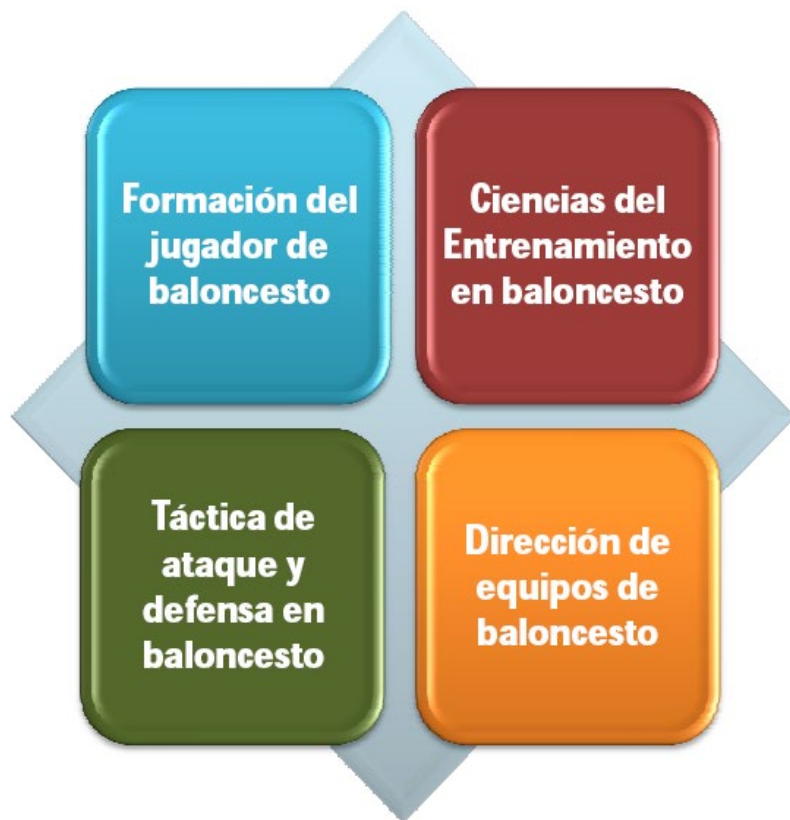 Formación del
jugador de
baloncesto
Ciencias del
Entrenamiento
en baloncesto
Táctica de
ataque y
defensa en
baloncesto
Dirección de
equipos de
baloncesto